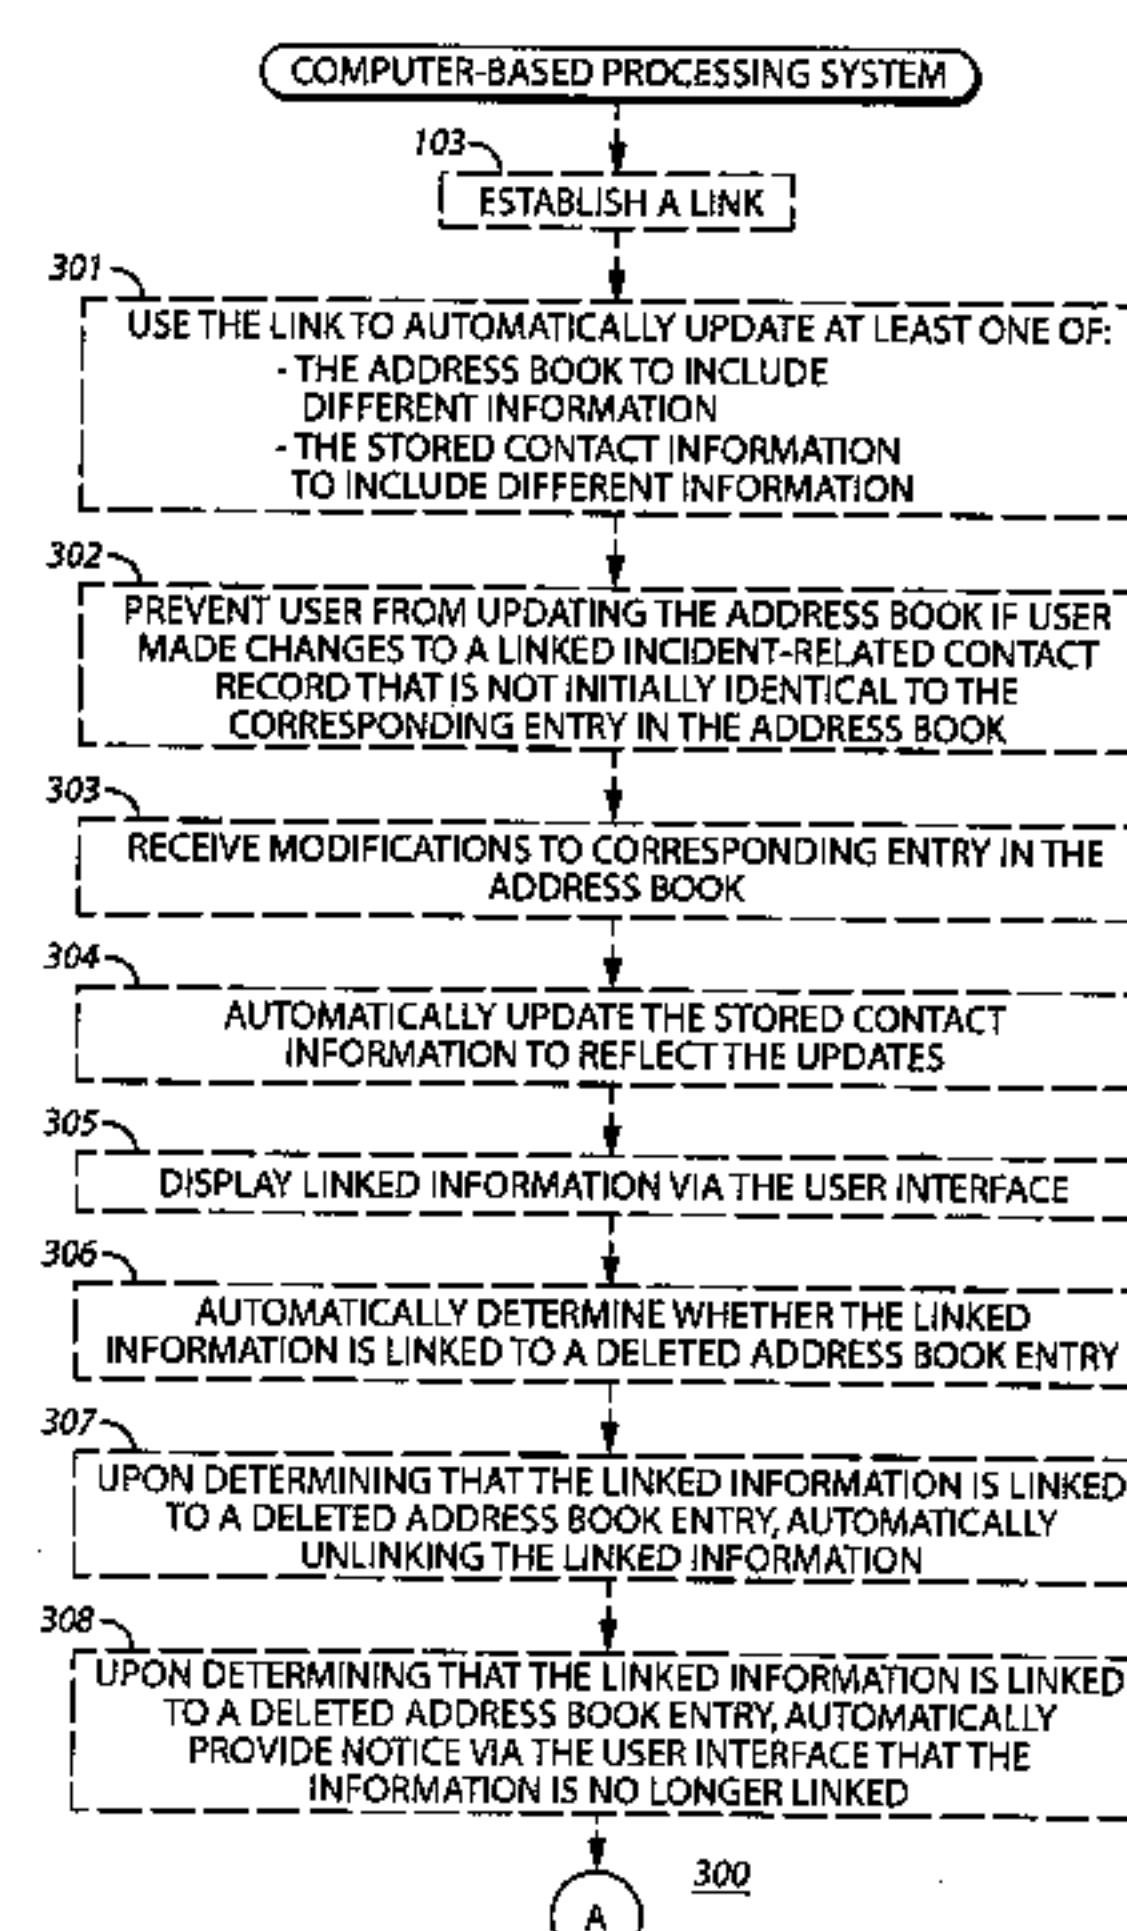 COMPUTER-BASED PROCESSING SYSTEM
103
ESTABLISH A LINK
301
USE THE LINK TO AUTOMATICALLY UPDATE AT LEAST ONE OF:
- THE ADDRESS BOOK TO INCLUDE
DIFFERENT INFORMATION
- THE STORED CONTACT INFORMATION
TO INCLUDE DIFFERENT INFORMATION
302
PREVENT USER FROM UPDATING THE ADDRESS BOOK IF USER
MADE CHANGES TO A LINKED INCIDENT-RELATED CONTACT
RECORD THAT IS NOT INITIALLY IDENTICAL TO THE
CORRESPONDING ENTRY IN THE ADDRESS BOOK
303
RECEIVE MODIFICATIONS TO CORRESPONDING ENTRY IN THE
ADDRESS BOOK
304
AUTOMATICALLY UPDATE THE STORED CONTACT
INFORMATION TO REFLECT THE UPDATES
305
DISPLAY LINKED INFORMATION VIA THE USER INTERFACE
306
AUTOMATICALLY DETERMINE WHETHER THE LINKED
INFORMATION IS LINKED TO A DELETED ADDRESS BOOK ENTRY
307
UPON DETERMINING THAT THE LINKED INFORMATION IS LINKED
TO A DELETED ADDRESS BOOK ENTRY, AUTOMATICALLY
UNLINKING THE LINKED INFORMATION
308
UPON DETERMINING THAT THE LINKED INFORMATION IS LINKED
TO A DELETED ADDRESS BOOK ENTRY, AUTOMATICALLY
PROVIDE NOTICE VIA THE USER INTERFACE THAT THE
INFORMATION IS NO LONGER LINKED
300
A